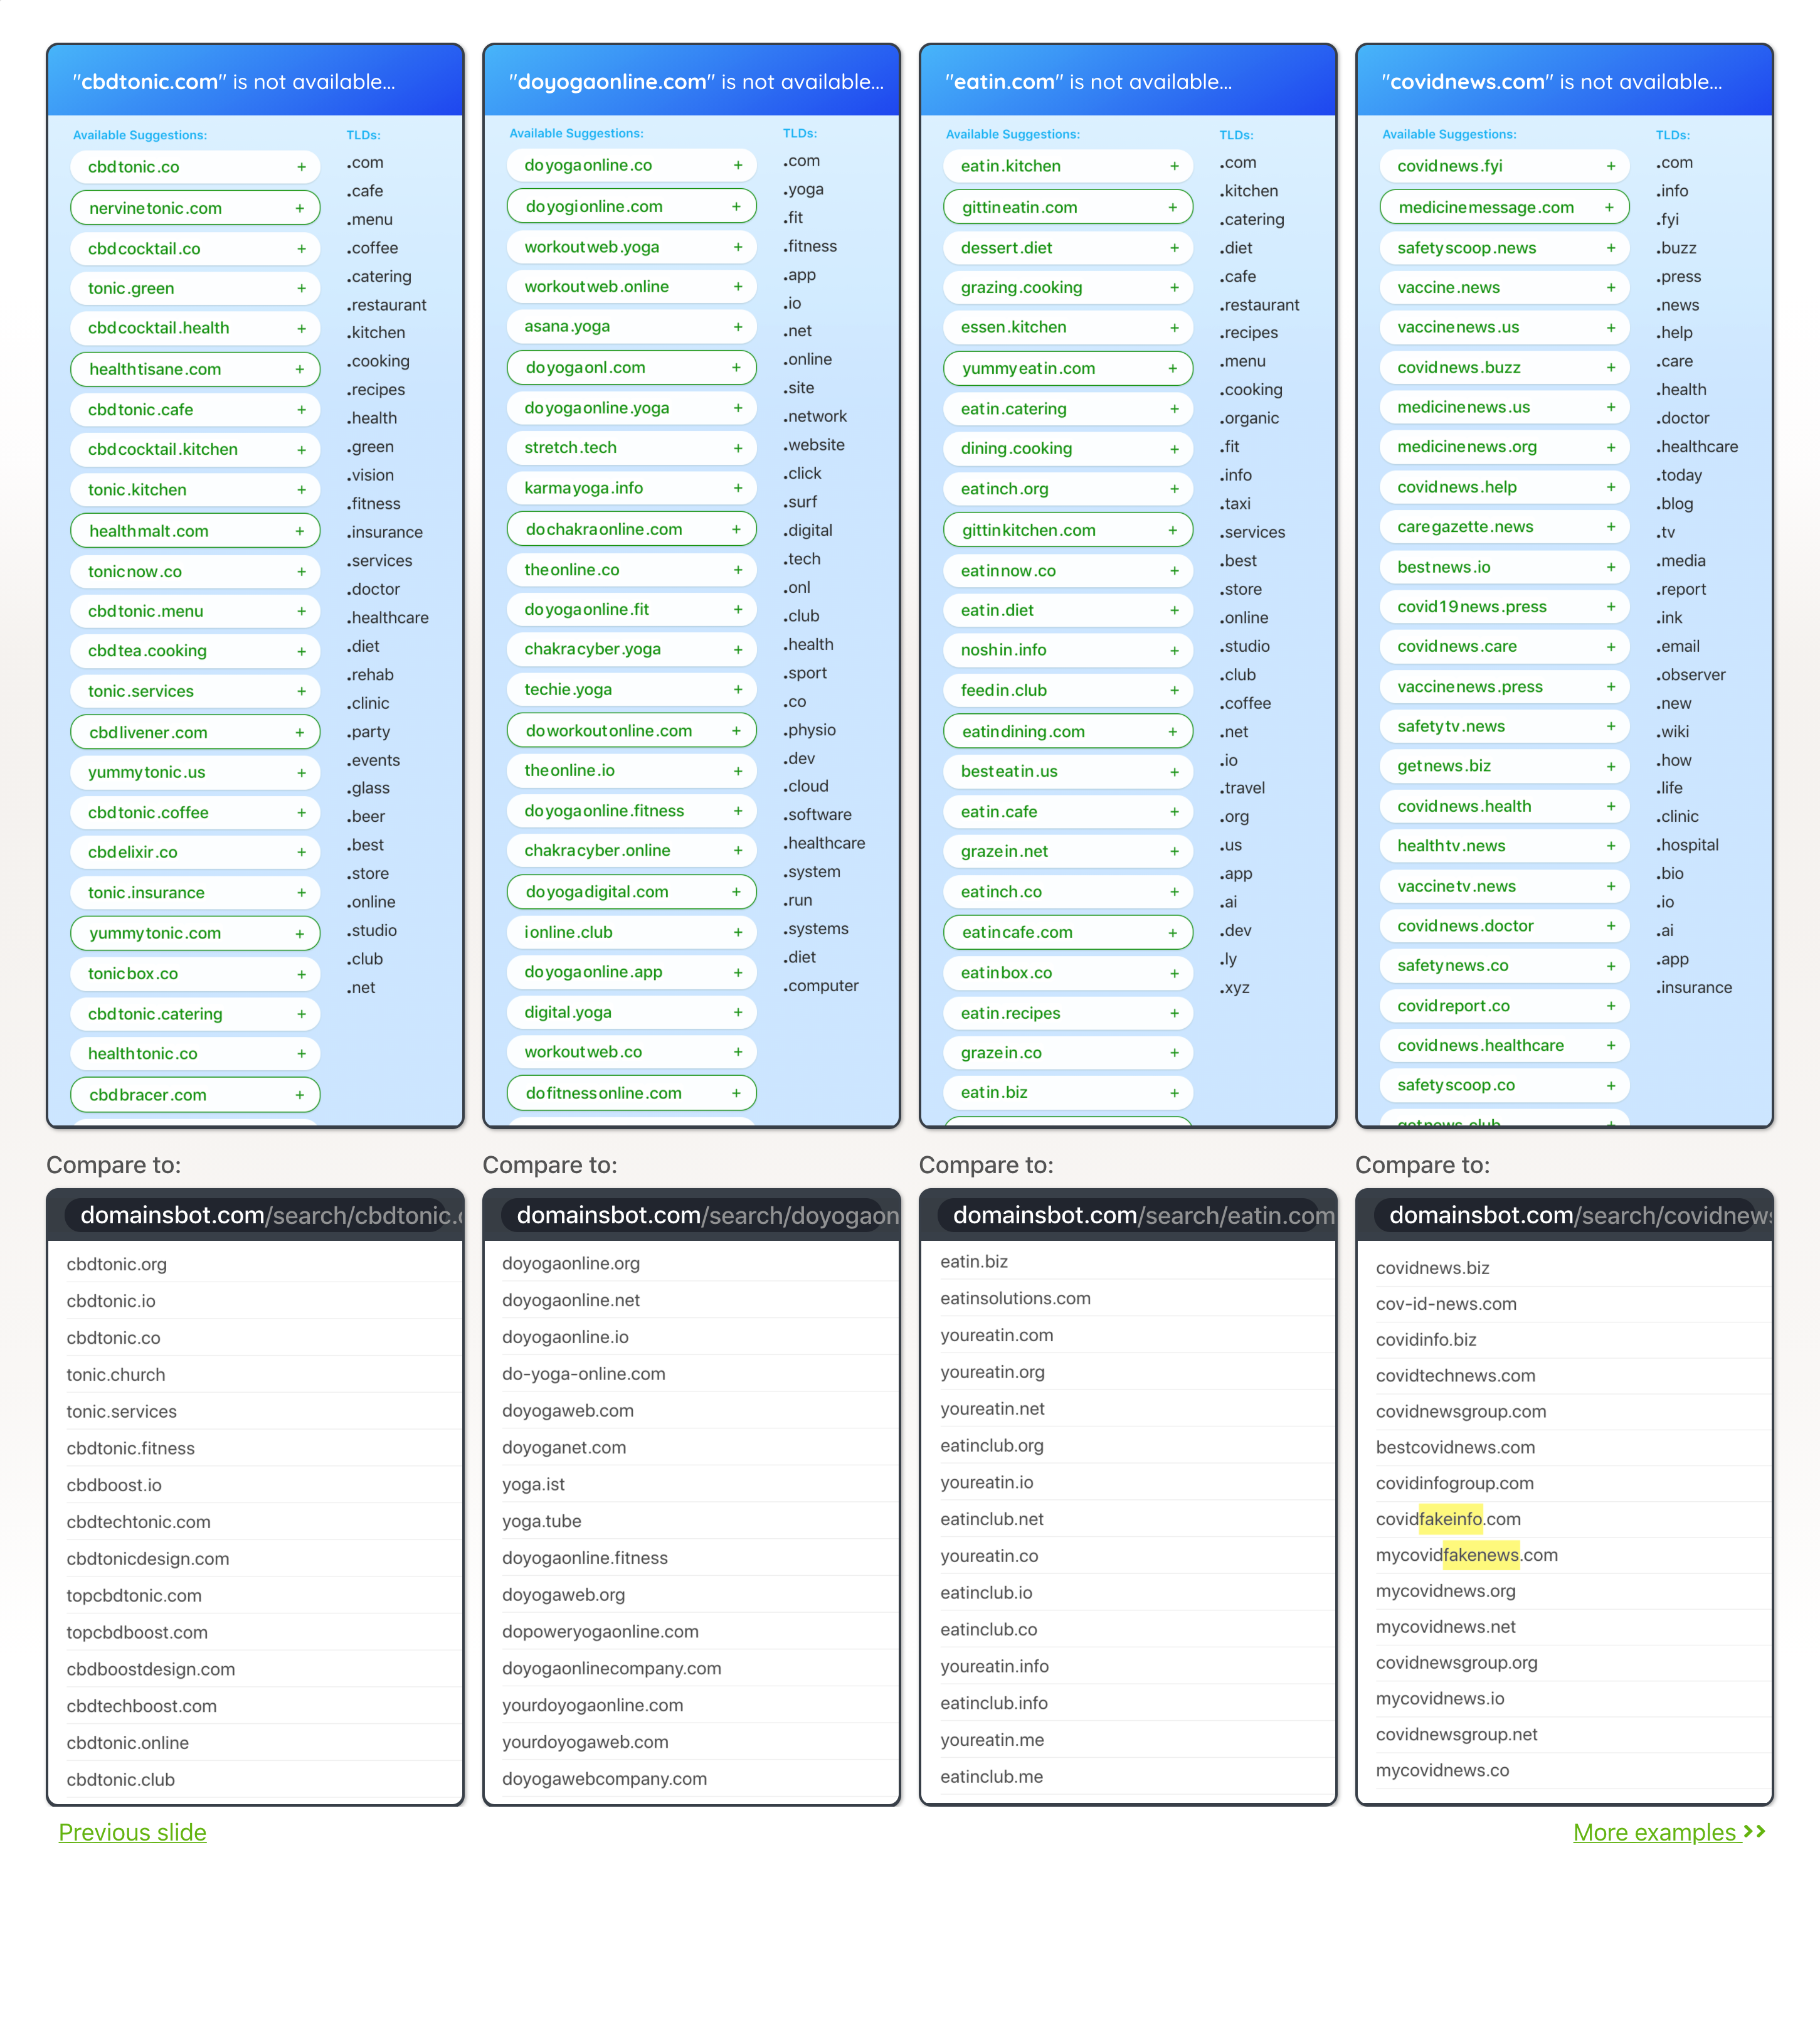 "cbdtonic.com" is not available...
Available Suggestions:
cbdtonic.co +
nervinetonic.com +
cbdcocktail.co +
tonic.green +
cbdcocktail.health +
healthtisane.com +
cbdtonic.cafe +
cbdcocktail.kitchen +
tonic.kitchen +
healthmalt.com +
tonicnow.co +
cbdtonic.menu +
cbdtea.cooking +
tonic.services +
cbdlivener.com +
yummytonic.us +
cbdtonic.coffee +
cbdelixir.co +
tonic.insurance +
yummytonic.com +
tonicbox.co +
cbdtonic.catering +
healthtonic.co +
cbdbracer.com +
TLDs:
.com
.cafe
.menu
.coffee
.catering
.restaurant
.kitchen
.cooking
.recipes
.health
.green
.vision
.fitness
.insurance
.services
.doctor
.healthcare
.diet
.rehab
.clinic
.party
.events
.glass
.beer
.best
.store
.online
.studio
.club
.net
"doyogaonline.com" is not available...
Available Suggestions:
doyogaonline.co +
doyogionline.com +
workoutweb.yoga +
workoutweb.online +
asana.yoga +
doyogaonl.com +
doyogaonline.yoga +
stretch.tech +
karmayoga.info +
dochakraonline.com +
theonline.co +
doyogaonline.fit +
chakracyber.yoga +
techie.yoga +
doworkoutonline.com +
theonline.io +
doyogaonline.fitness +
chakracyber.online +
doyogadigital.com +
ionline.club +
doyogaonline.app +
digital.yoga +
workoutweb.co +
dofitnessonline.com +
TLDs:
.com
.yoga
.fit
.fitness
.app
.io
.net
.online
.site
.network
.website
.click
.surf
.digital
.tech
.onl
.club
.health
.sport
.co
.physio
.dev
.cloud
.software
.healthcare
.system
.run
.systems
.diet
.computer
"eatin.com" is not available...
Available Suggestions:
eatin.kitchen +
gittineatin.com +
dessert.diet +
grazing.cooking +
essen.kitchen +
yummyeatin.com +
eatin.catering +
dining.cooking +
eatinch.org +
gittinkitchen.com +
eatinnow.co +
eatin.diet +
noshin.info +
feedin.club +
eatindining.com +
besteatin.us +
eatin.cafe +
grazein.net +
eatinch.co +
eatincafe.com +
eatinbox.co +
eatin.recipes +
grazein.co +
eatin.biz +
TLDs:
.com
.kitchen
.catering
.diet
.cafe
.restaurant
.recipes
.menu
.cooking
.organic
.fit
.info
.taxi
.services
.best
.store
.online
.studio
.club
.coffee
.net
.io
.travel
.org
.us
.app
.ai
.dev
.ly
.xyz
"covidnews.com" is not available...
Available Suggestions:
covidnews.fyi +
medicinemessage.com +
safetyscoop.news +
vaccine.news +
vaccinenews.us +
covidnews.buzz +
medicinenews.us +
medicinenews.org +
covidnews.help +
caregazette.news +
bestnews.io +
covid19news.press +
covidnews.care +
vaccinenews.press +
safetytv.news +
getnews.biz +
covidnews.health +
healthtv.news +
vaccinetv.news +
covidnews.doctor +
safetynews.co +
covidreport.co +
covidnews.healthcare +
safetyscoop.co +
getnews.club +
TLDs:
.com
.info
.fyi
.buzz
.press
.news
.help
.care
.health
.doctor
.healthcare
.today
.blog
.tv
.media
.report
.ink
.email
.observer
.new
.wiki
.how
.life
.clinic
.hospital
.bio
.io
.ai
.app
.insurance
Compare to:
domainsbot.com/search/cbdtonic.
cbdtonic.org
cbdtonic.io
cbdtonic.co
tonic.church
tonic.services
cbdtonic.fitness
cbdboost.io
cbdtechtonic.com
cbdtonicdesign.com
topcbdtonic.com
topcbdboost.com
cbdboostdesign.com
cbdtechboost.com
cbdtonic.online
cbdtonic.club
Compare to:
domainsbot.com/search/doyogaon
doyogaonline.org
doyogaonline.net
doyogaonline.io
do-yoga-online.com
doyogaweb.com
doyoganet.com
yoga.ist
yoga.tube
doyogaonline.fitness
doyogaweb.org
dopoweryogaonline.com
doyogaonlinecompany.com
yourdoyogaonline.com
yourdoyogaweb.com
doyogawebcompany.com
Compare to:
domainsbot.com/search/eatin.com
eatin.biz
eatinsolutions.com
youreatin.com
youreatin.org
youreatin.net
eatinclub.org
youreatin.io
eatinclub.net
youreatin.co
eatinclub.io
eatinclub.co
youreatin.info
eatinclub.info
youreatin.me
eatinclub.me
Compare to:
domainsbot.com/search/covidnews
covidnews.biz
cov-id-news.com
covidinfo.biz
covidtechnews.com
covidnewsgroup.com
bestcovidnews.com
covidinfogroup.com
covidfakeinfo.com
mycovidfakenews.com
mycovidnews.org
mycovidnews.net
covidnewsgroup.org
mycovidnews.io
covidnewsgroup.net
mycovidnews.co
Previous slide
More examples >>